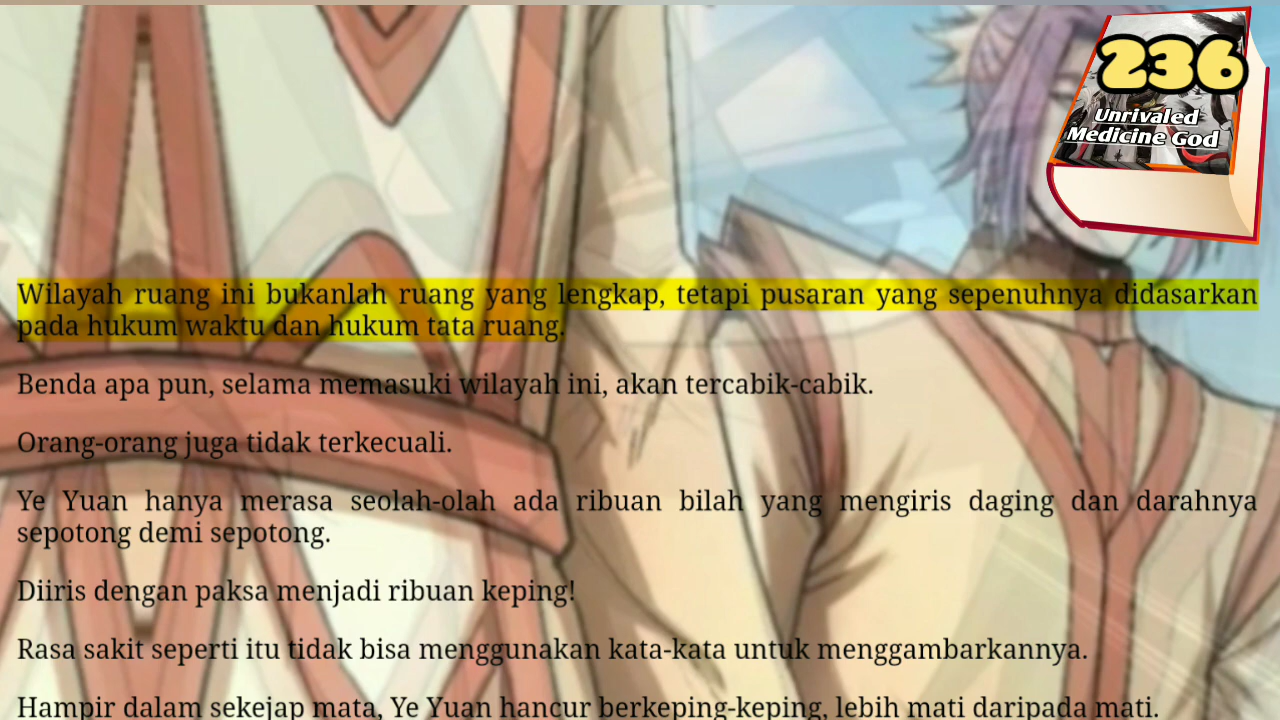 236
Unrivaled
Medicine God
Wilayah ruang ini bukanlah ruang yang lengkap, tetapi pusaran yang sepenuhnya didasarkan
pada hukum waktu dan hukum tata ruang.
Benda apa pun, selama memasuki wilayah ini, akan tercabik-cabik.
Orang-orang juga tidak terkecuali.
Ye Yuan hanya merasa seolah-olah ada ribuan bilah yang mengiris daging dan darahnya
sepotong demi sepotong.
Diiris dengan paksa menjadi ribuan keping!
Rasa sakit seperti itu tidak bisa menggunakan kata-kata untuk menggambarkannya.
Hampir dalam sekejap mata, Ye Yuan hancur berkeping-keping, lebih mati daripada mati.